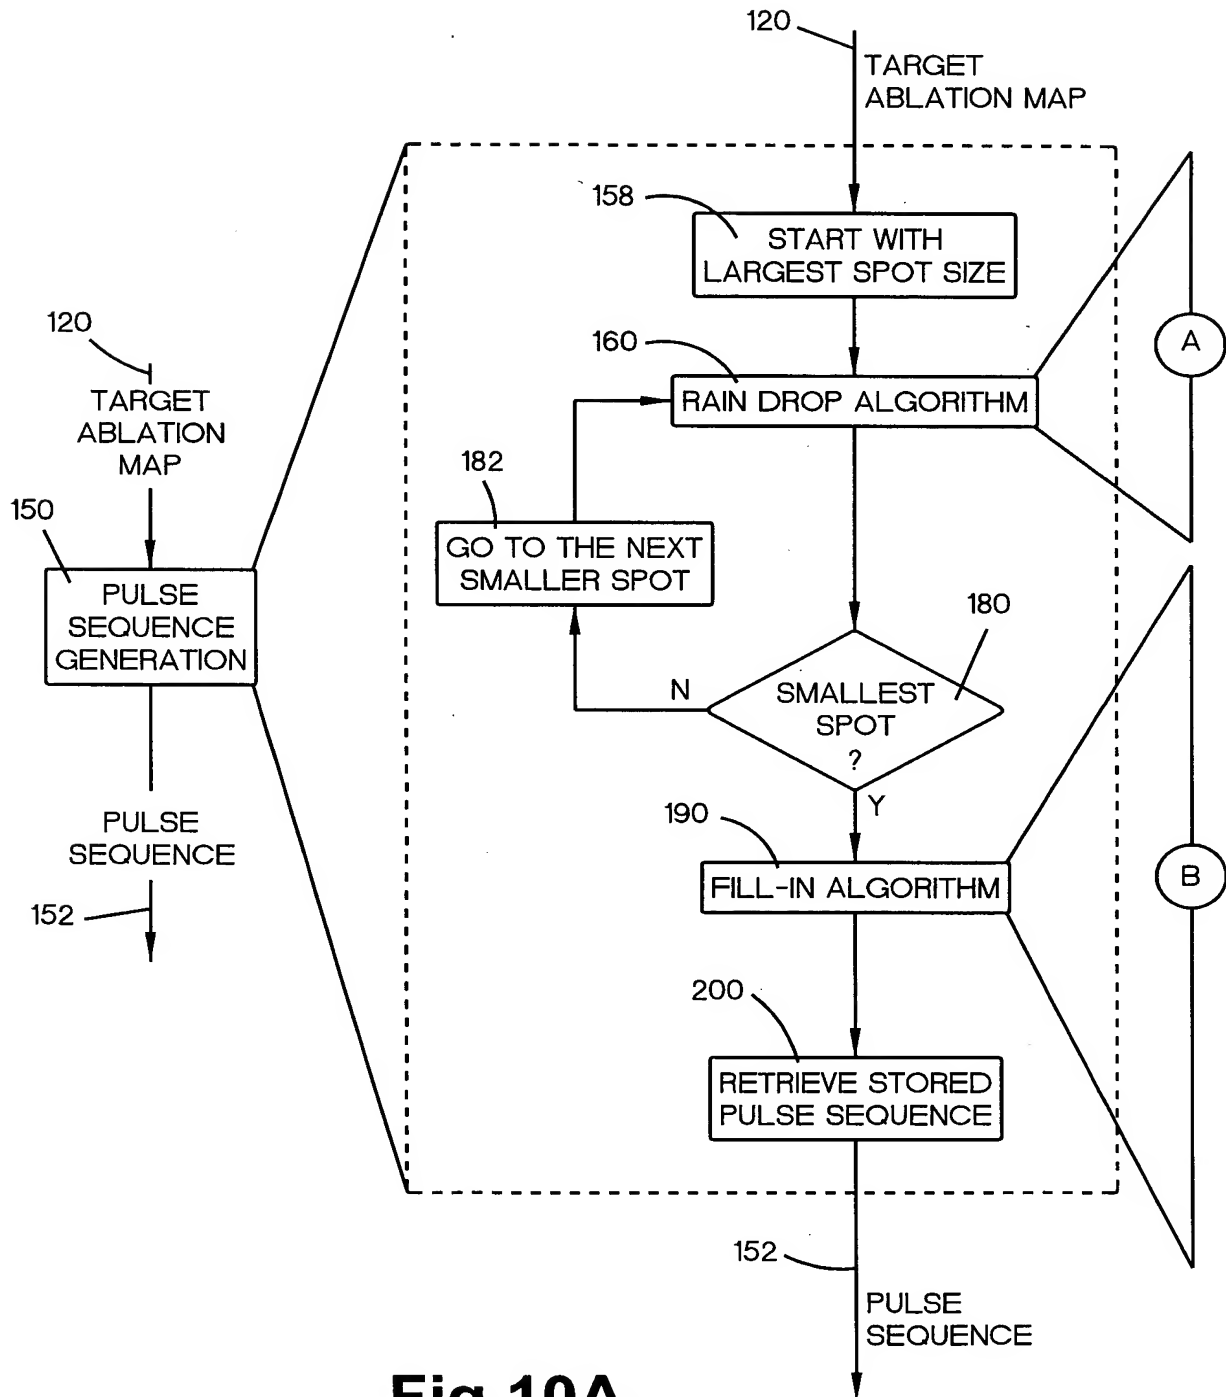 120
TARGET
ABLATION MAP
158
START WITH
LARGEST SPOT SIZE
120
TARGET
ABLATION
MAP
160
RAIN DROP ALGORITHM
A
182
GO TO THE NEXT
SMALLER SPOT
150
PULSE
SEQUENCE
GENERATION
180
SMALLEST
SPOT
?
N
Y
PULSE
SEQUENCE
152
190
FILL-IN ALGORITHM
B
200
RETRIEVE STORED
PULSE SEQUENCE
152
PULSE
SEQUENCE
Fig.10A